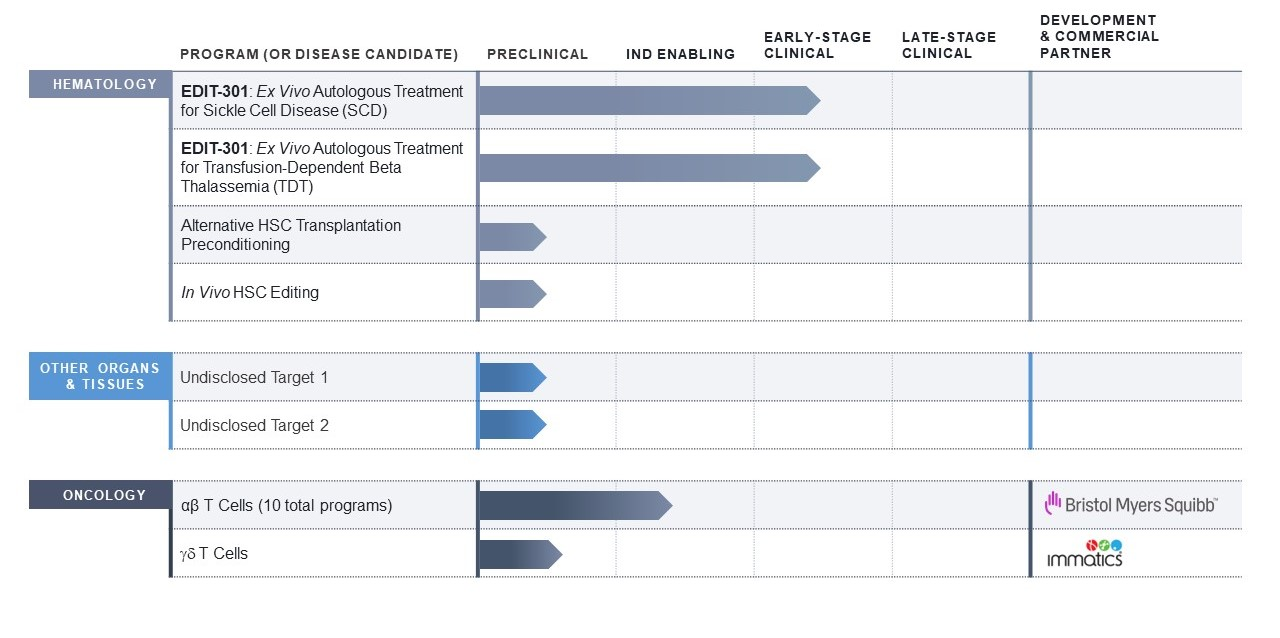 PROGRAM (OR DISEASE CANDIDATE)
PRECLINICAL
IND ENABLING
EARLY-STAGE
CLINICAL
LATE-STAGE
CLINICAL
DEVELOPMENT
& COMMERCIAL
PARTNER
HEMATOLOGY
EDIT-301: Ex Vivo Autologous Treatment
for Sickle Cell Disease (SCD)
EDIT-301: Ex Vivo Autologous Treatment
for Transfusion-Dependent Beta
Thalassemia (TDT)
Alternative HSC Transplantation
Preconditioning
In Vivo HSC Editing
OTHER ORGANS
& TISSUES
Undisclosed Target 1
Undisclosed Target 2
ONCOLOGY
αβ T Cells (10 total programs)
Bristol Myers Squibb™
γδ T Cells
immatics